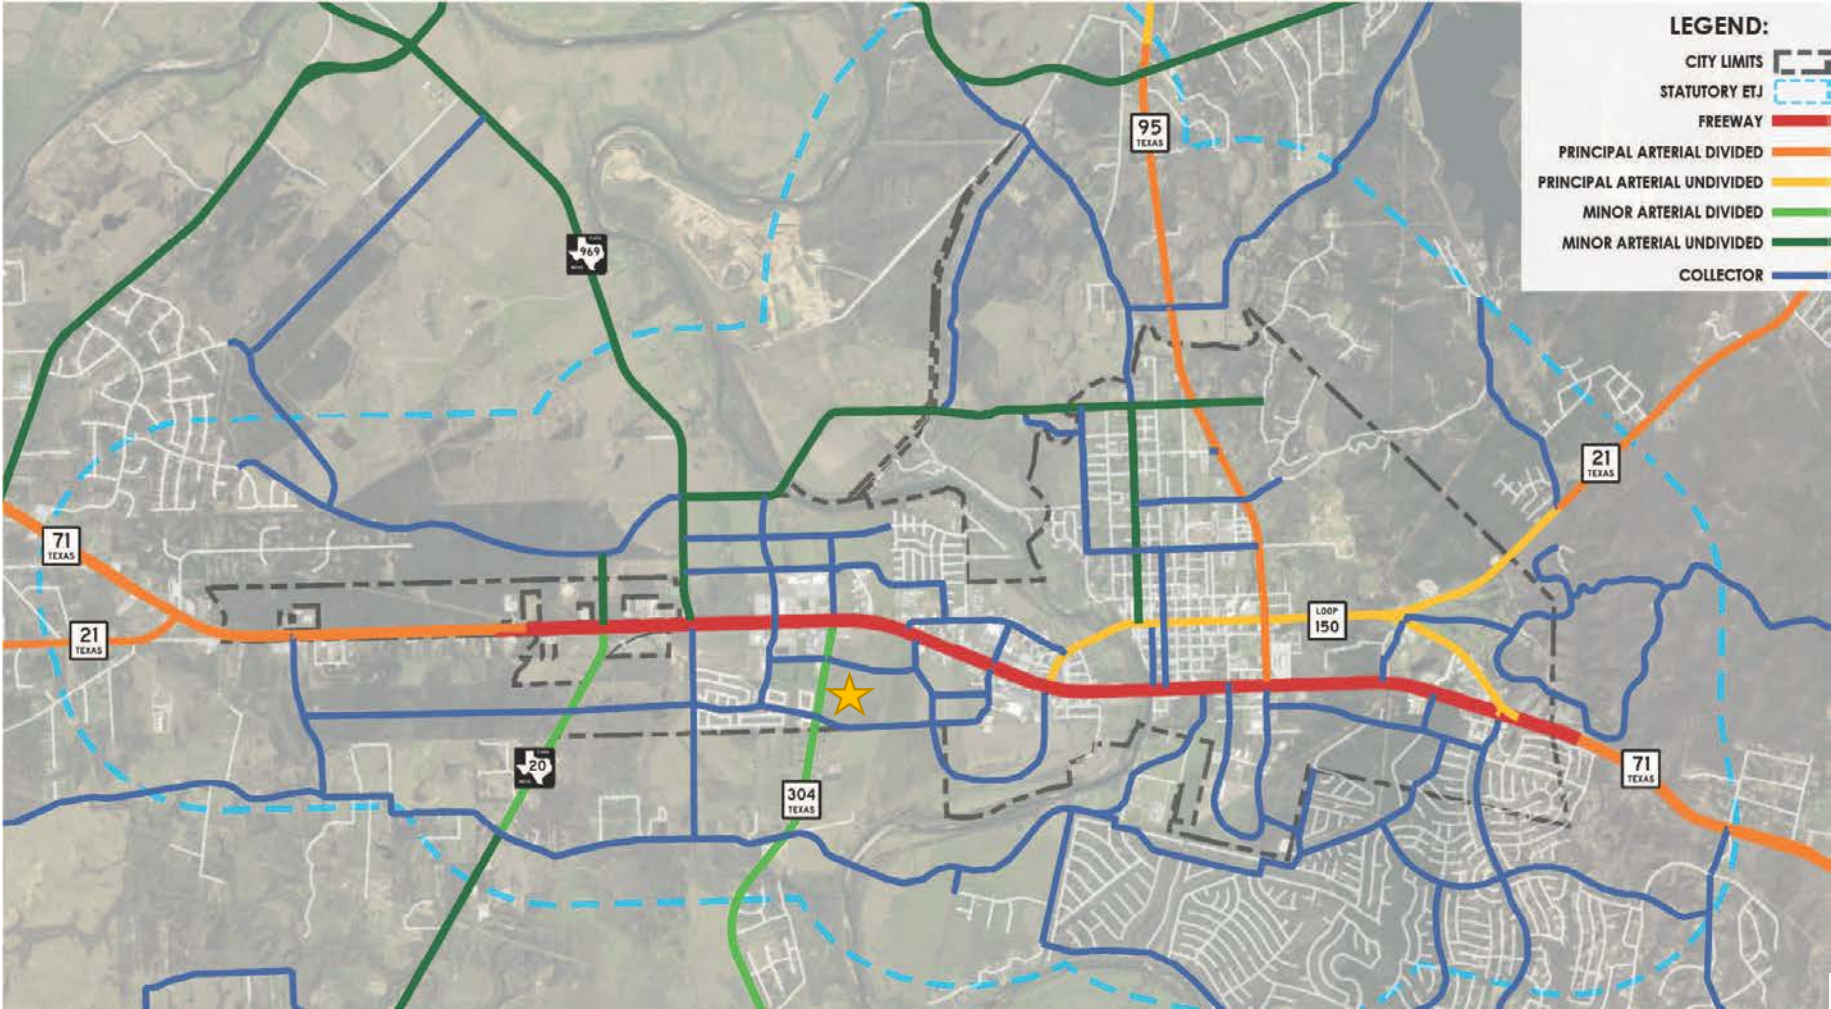 LEGEND:
CITY LIMITS
STATUTORY ETJ
FREEWAY
PRINCIPAL ARTERIAL DIVIDED
PRINCIPAL ARTERIAL UNDIVIDED
MINOR ARTERIAL DIVIDED
MINOR ARTERIAL UNDIVIDED
COLLECTOR
95
TEXAS
969
21
TEXAS
71
TEXAS
21
TEXAS
LOOP
150
20
304
TEXAS
71
TEXAS